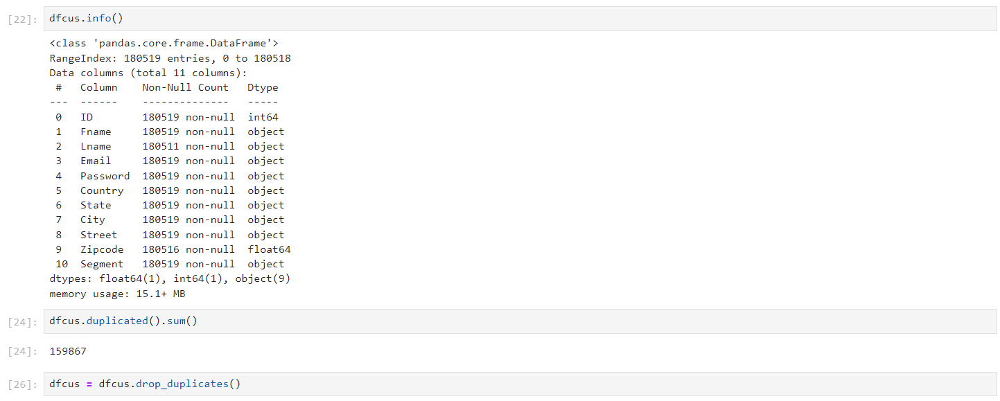 [22]: dfcus.info()
<class 'pandas.core.frame.DataFrame'>
RangeIndex: 180519 entries, 0 to 180518
Data columns (total 11 columns):
 #   Column    Non-Null Count   Dtype
---  ------    --------------   -----
 0   ID        180519 non-null  int64
 1   Fname     180519 non-null  object
 2   Lname     180511 non-null  object
 3   Email     180519 non-null  object
 4   Password  180519 non-null  object
 5   Country   180519 non-null  object
 6   State     180519 non-null  object
 7   City      180519 non-null  object
 8   Street    180519 non-null  object
 9   Zipcode   180516 non-null  float64
 10  Segment   180519 non-null  object
dtypes: float64(1), int64(1), object(9)
memory usage: 15.1+ MB
[24]: dfcus.duplicated().sum()
[24]: 159867
[26]: dfcus = dfcus.drop_duplicates()